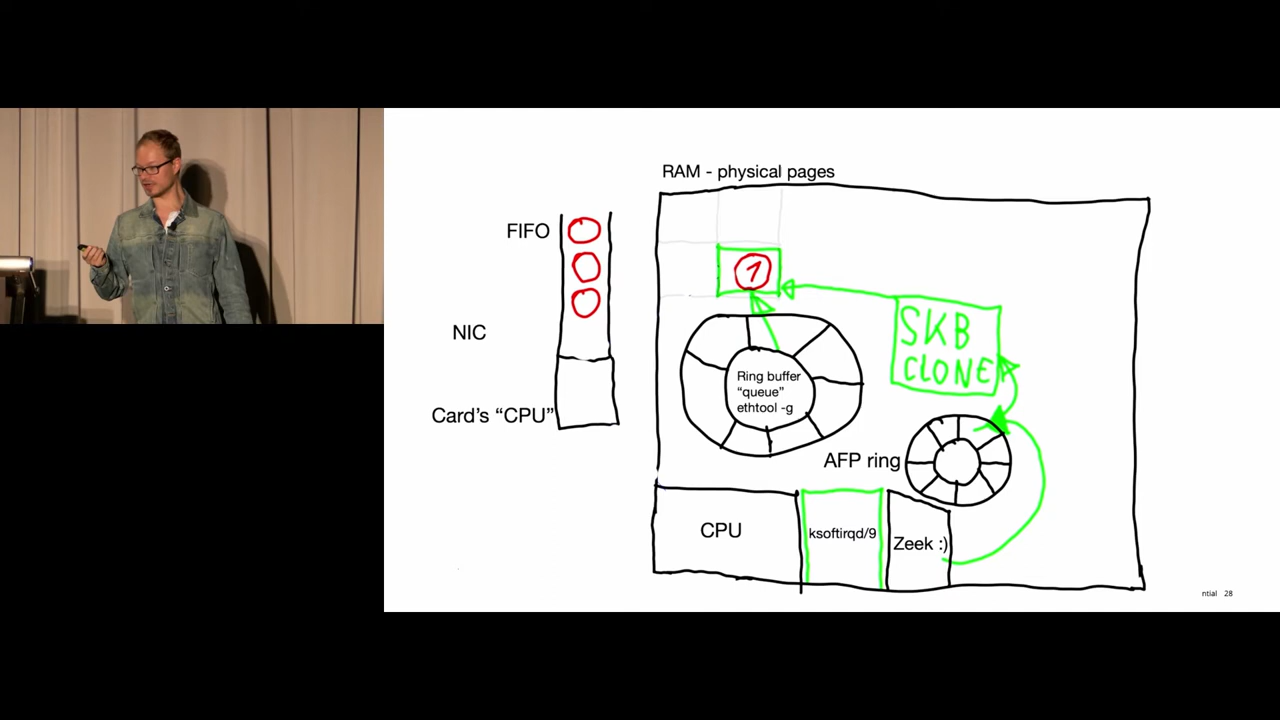 RAM - physical pages
FIFO
1
SKB
CLONE
NIC
Ring buffer
"queue"
ethtool -g
Card's "CPU"
AFP ring
CPU
ksoftirqd/9
Zeek :)
ntial 28